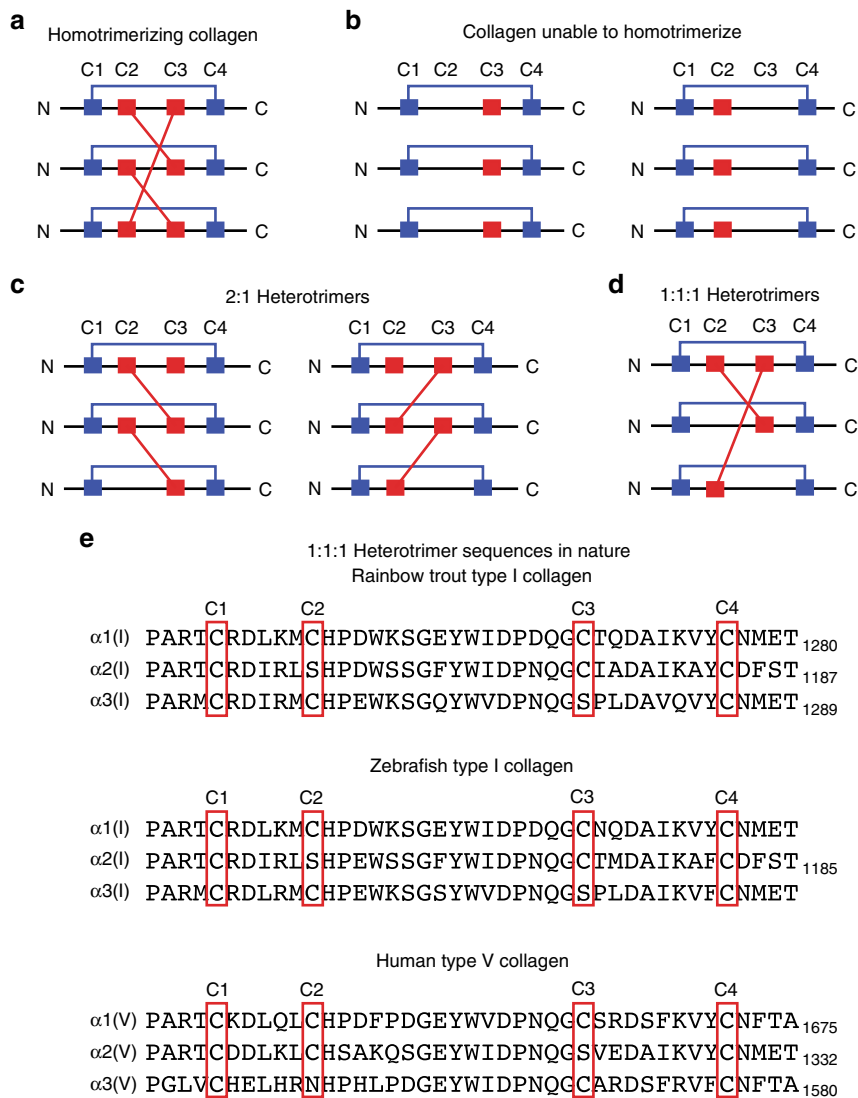 a
Homotrimerizing collagen
C1 C2 C3 C4
N C
N C
N C
b
Collagen unable to homotrimerize
C1 C2 C3 C4
N C
N C
N C
C1 C2 C3 C4
N C
N C
N C
c
2:1 Heterotrimers
C1 C2 C3 C4
N C
N C
N C
C1 C2 C3 C4
N C
N C
N C
d
1:1:1 Heterotrimers
C1 C2 C3 C4
N C
N C
N C
e
1:1:1 Heterotrimer sequences in nature
Rainbow trout type I collagen
C1 C2 C3 C4
α1(I) PARTCRDLKMCHPDWKSGEYWIDPDQGCTQDAIKVYCNMET 1280
α2(I) PARTCRDIRLSHPDWSSGFYWIDPNQGCIADAIKAYCDFST 1187
α3(I) PARMCRDIRMCHPEWKSGQYWVDPNQGSPLDAVQVYCNMET 1289
Zebrafish type I collagen
C1 C2 C3 C4
α1(I) PARTCRDLKMCHPDWKSGEYWIDPDQGCNQDAIKVYCNMET
α2(I) PARTCRDIRLSHPEWSSGFYWIDPNQGCTMDAIKAFCDFST 1185
α3(I) PARMCRDLRMCHPEWKSGSYWVDPNQGSPLDAIKVFCNMET
Human type V collagen
C1 C2 C3 C4
α1(V) PARTCKDLQLCHPDFPDGEYWVDPNQGCSRDSFKVYCNFTA 1675
α2(V) PARTCDDLKLCHSAKQSGEYWIDPNQGSVEDAIKVYCNMET 1332
α3(V) PGLVCHELHRNHPHLPDGEYWIDPNQGCARDSFRVFCNFTA 1580